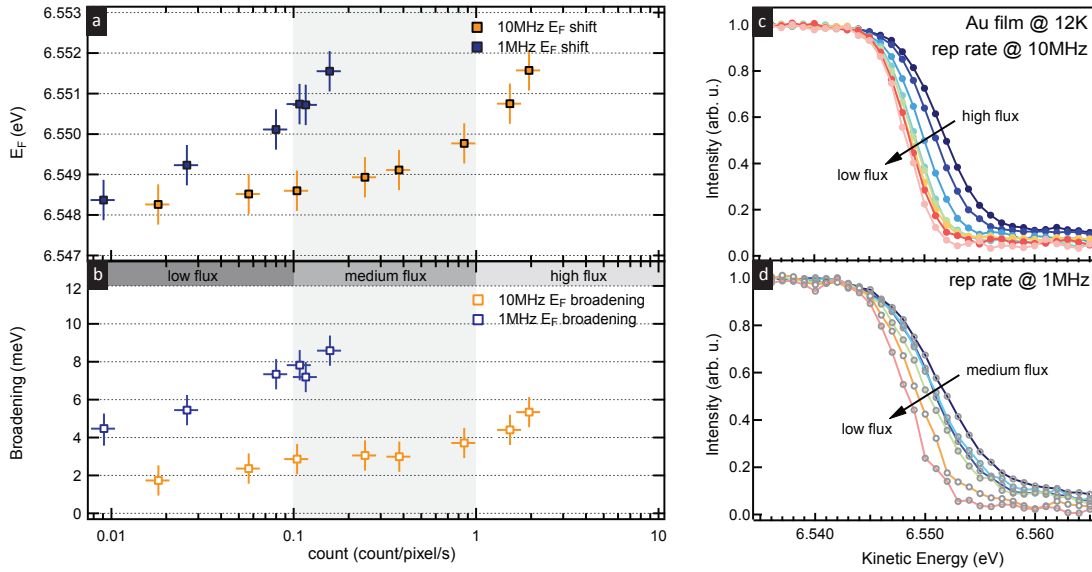 a
6.553
6.552
6.551
6.550
6.549
6.548
6.547
E_F (eV)
10MHz E_F shift
1MHz E_F shift
b
low flux
medium flux
high flux
12
10
8
6
4
2
0
Broadening (meV)
10MHz E_F broadening
1MHz E_F broadening
0.01
0.1
1
10
count (count/pixel/s)
c
Au film @ 12K
rep rate @ 10MHz
1.0
0.8
0.6
0.4
0.2
0.0
Intensity (arb. u.)
high flux
low flux
d
rep rate @ 1MHz
1.0
0.8
0.6
0.4
0.2
0.0
Intensity (arb. u.)
medium flux
low flux
6.540
6.550
6.560
Kinetic Energy (eV)